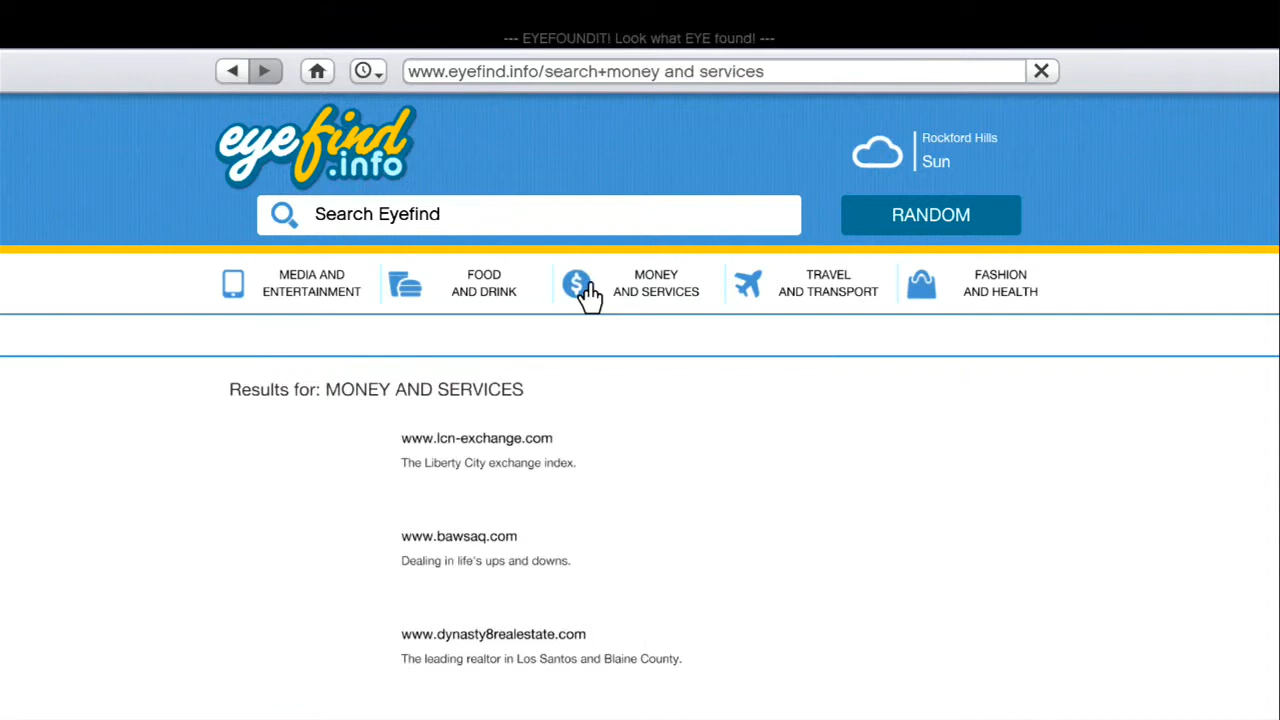 --- EYEFOUNDIT! Look what EYE found! ---
www.eyefind.info/search+money and services
eyefind
.info
Rockford Hills
Sun
Search Eyefind
RANDOM
MEDIA AND
ENTERTAINMENT
FOOD
AND DRINK
MONEY
AND SERVICES
TRAVEL
AND TRANSPORT
FASHION
AND HEALTH
Results for: MONEY AND SERVICES
www.lcn-exchange.com
The Liberty City exchange index.
www.bawsaq.com
Dealing in life's ups and downs.
www.dynasty8realestate.com
The leading realtor in Los Santos and Blaine County.